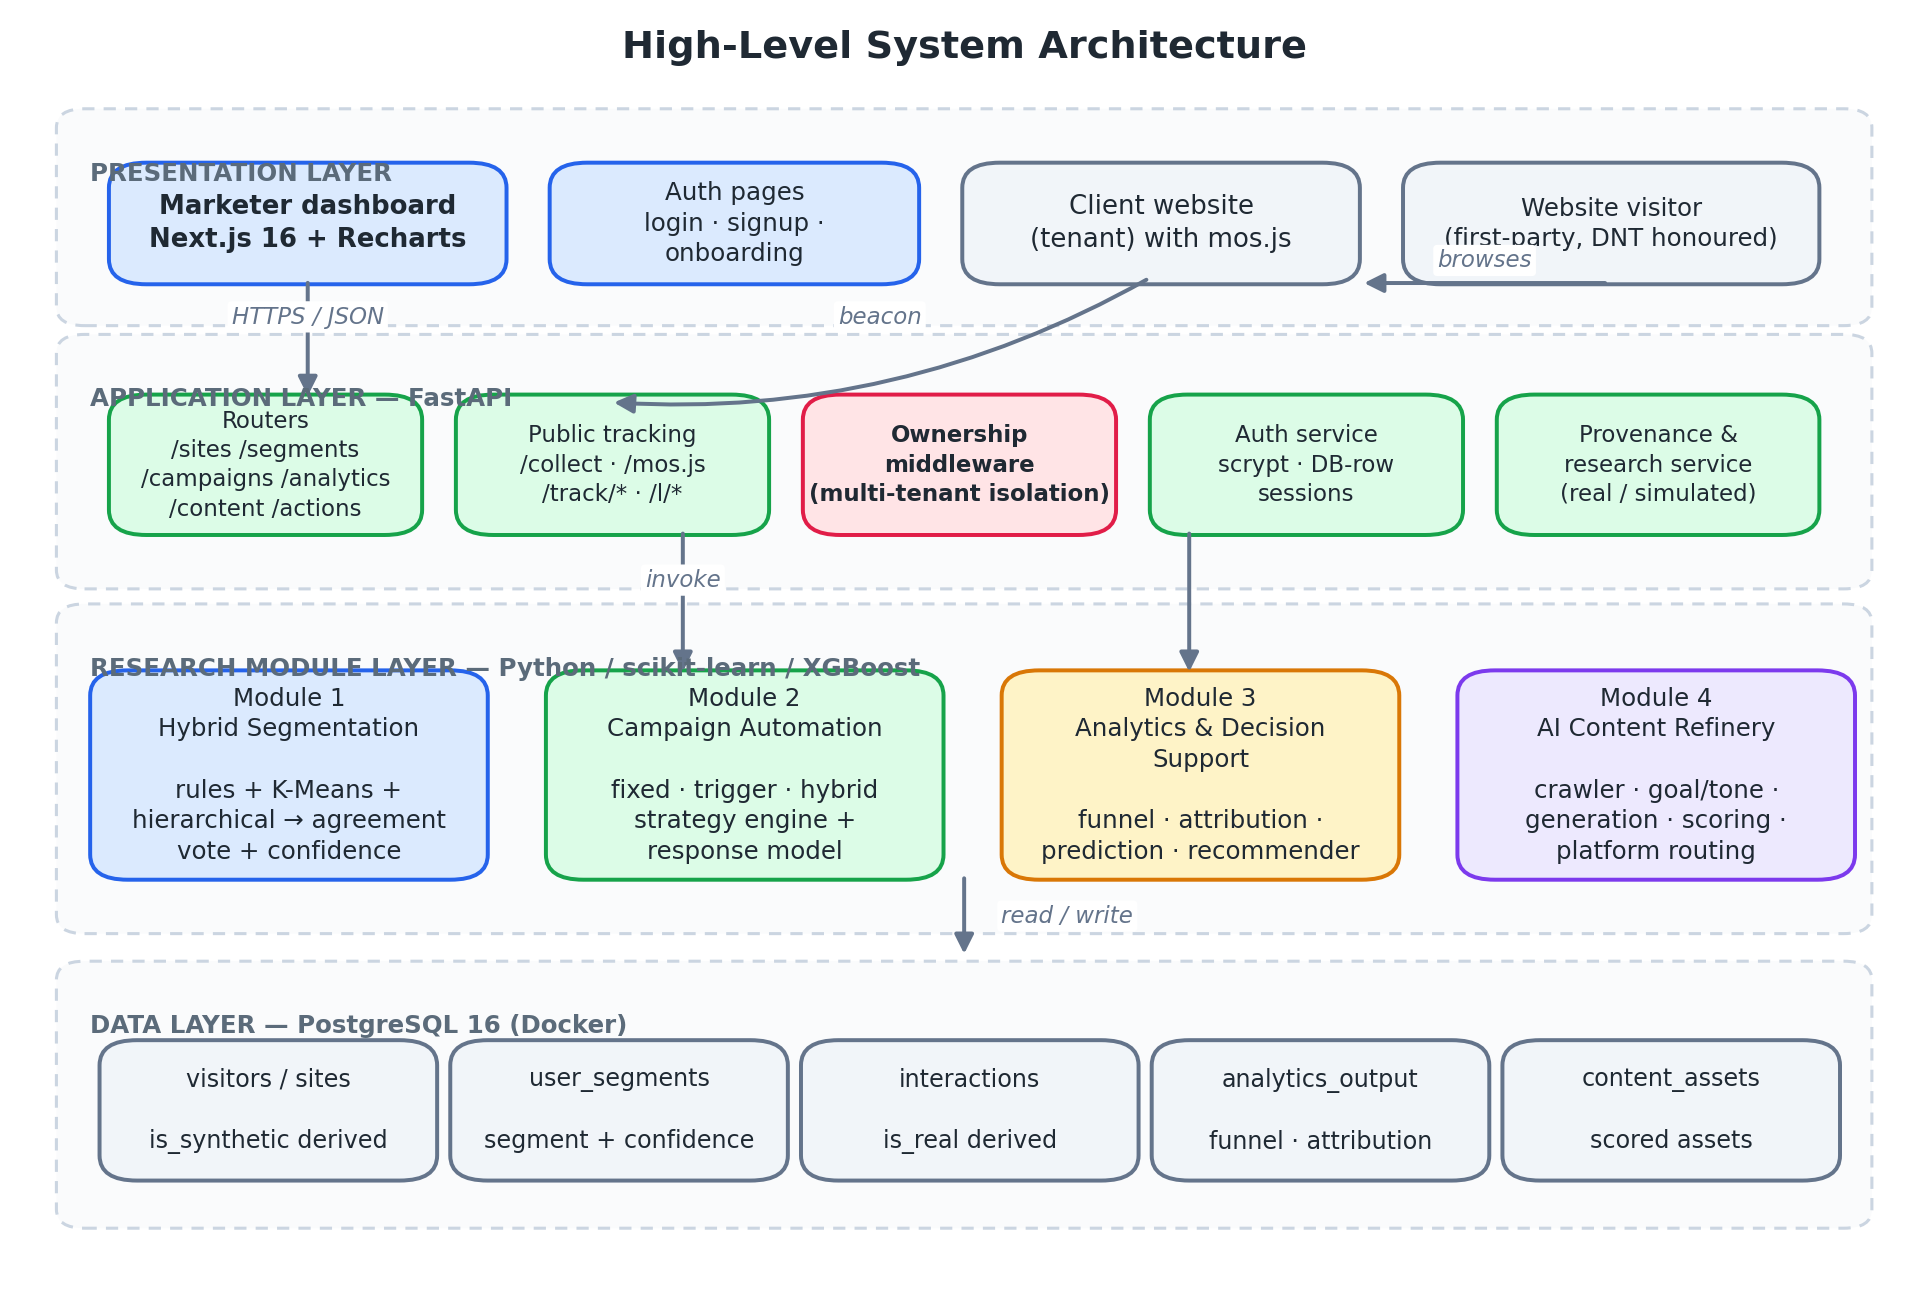 High-Level System Architecture
PRESENTATION LAYER
Marketer dashboard
Next.js 16 + Recharts
Auth pages
login · signup ·
onboarding
Client website
(tenant) with mos.js
Website visitor
(first-party, DNT honoured)
browses
HTTPS / JSON
beacon
APPLICATION LAYER — FastAPI
Routers
/sites /segments
/campaigns /analytics
/content /actions
Public tracking
/collect · /mos.js
/track/* · /l/*
Ownership
middleware
(multi-tenant isolation)
Auth service
scrypt · DB-row
sessions
Provenance &
research service
(real / simulated)
invoke
RESEARCH MODULE LAYER — Python / scikit-learn / XGBoost
Module 1
Hybrid Segmentation
rules + K-Means +
hierarchical → agreement
vote + confidence
Module 2
Campaign Automation
fixed · trigger · hybrid
strategy engine +
response model
Module 3
Analytics & Decision
Support
funnel · attribution ·
prediction · recommender
Module 4
AI Content Refinery
crawler · goal/tone ·
generation · scoring ·
platform routing
read / write
DATA LAYER — PostgreSQL 16 (Docker)
visitors / sites
is_synthetic derived
user_segments
segment + confidence
interactions
is_real derived
analytics_output
funnel · attribution
content_assets
scored assets